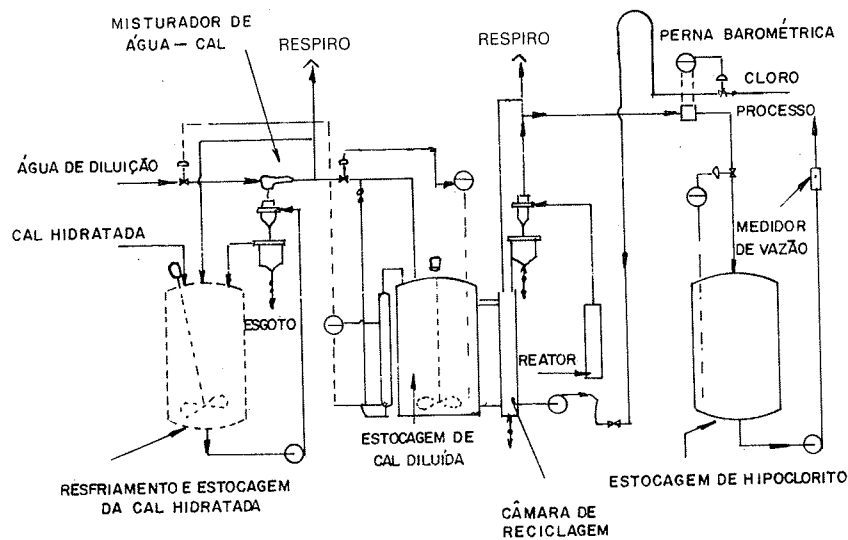 MISTURADOR DE
ÁGUA — CAL
RESPIRO
RESPIRO
PERNA BAROMÉTRICA
CLORO
PROCESSO
ÁGUA DE DILUIÇÃO
CAL HIDRATADA
MEDIDOR
DE VAZÃO
ESGOTO
REATOR
ESTOCAGEM DE
CAL DILUÍDA
RESFRIAMENTO E ESTOCAGEM
DA CAL HIDRATADA
ESTOCAGEM DE HIPOCLORITO
CÂMARA DE
RECICLAGEM